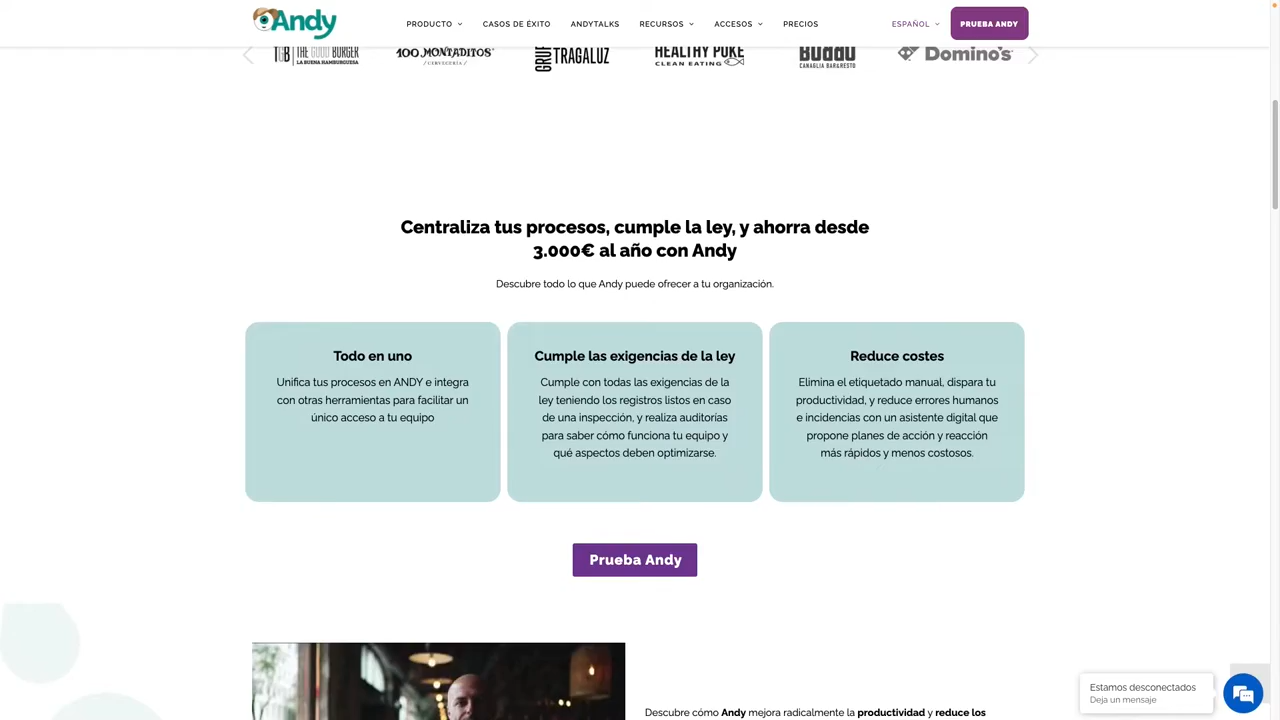 Andy
PRODUCTO
CASOS DE ÉXITO
ANDYTALKS
RECURSOS
ACCESOS
PRECIOS
ESPAÑOL
PRUEBA ANDY
TGB THE GOOD BURGER
LA BUENA HAMBURGUESA
100 MONTADITOS
/ CERVECERÍA /
TRAGALUZ
HEALTHY POKE
CLEAN EATING
CANAGLIA BAR&RESTO
Domino's
Centraliza tus procesos, cumple la ley, y ahorra desde
3.000€ al año con Andy
Descubre todo lo que Andy puede ofrecer a tu organización.
Todo en uno
Unifica tus procesos en ANDY e integra
con otras herramientas para facilitar un
único acceso a tu equipo
Cumple las exigencias de la ley
Cumple con todas las exigencias de la
ley teniendo los registros listos en caso
de una inspección, y realiza auditorías
para saber cómo funciona tu equipo y
qué aspectos deben optimizarse.
Reduce costes
Elimina el etiquetado manual, dispara tu
productividad, y reduce errores humanos
e incidencias con un asistente digital que
propone planes de acción y reacción
más rápidos y menos costosos.
Prueba Andy
Descubre cómo Andy mejora radicalmente la productividad y reduce los
Estamos desconectados
Deja un mensaje